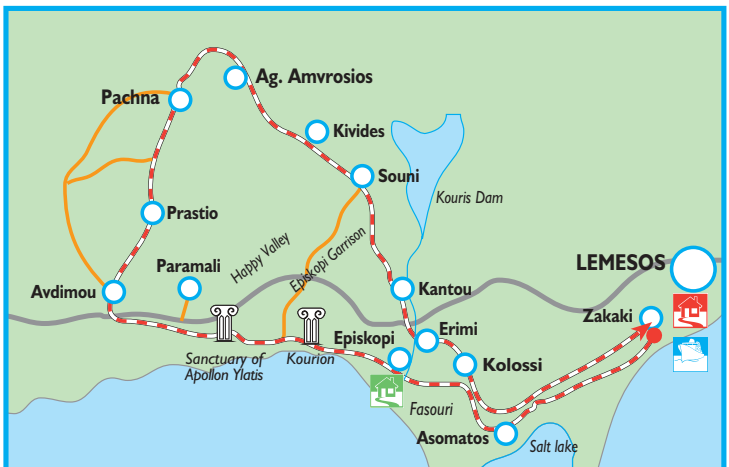 Ag. Amvrosios
Pachna
Kivides
Souni
Kouris Dam
Prastio
Happy Valley
Episkopi Garrison
Paramali
LEMESOS
Avdimou
Kantou
Zakaki
Erimi
Episkopi
Sanctuary of
Apollon Ylatis
Kourion
Kolossi
Fasouri
Asomatos
Salt lake